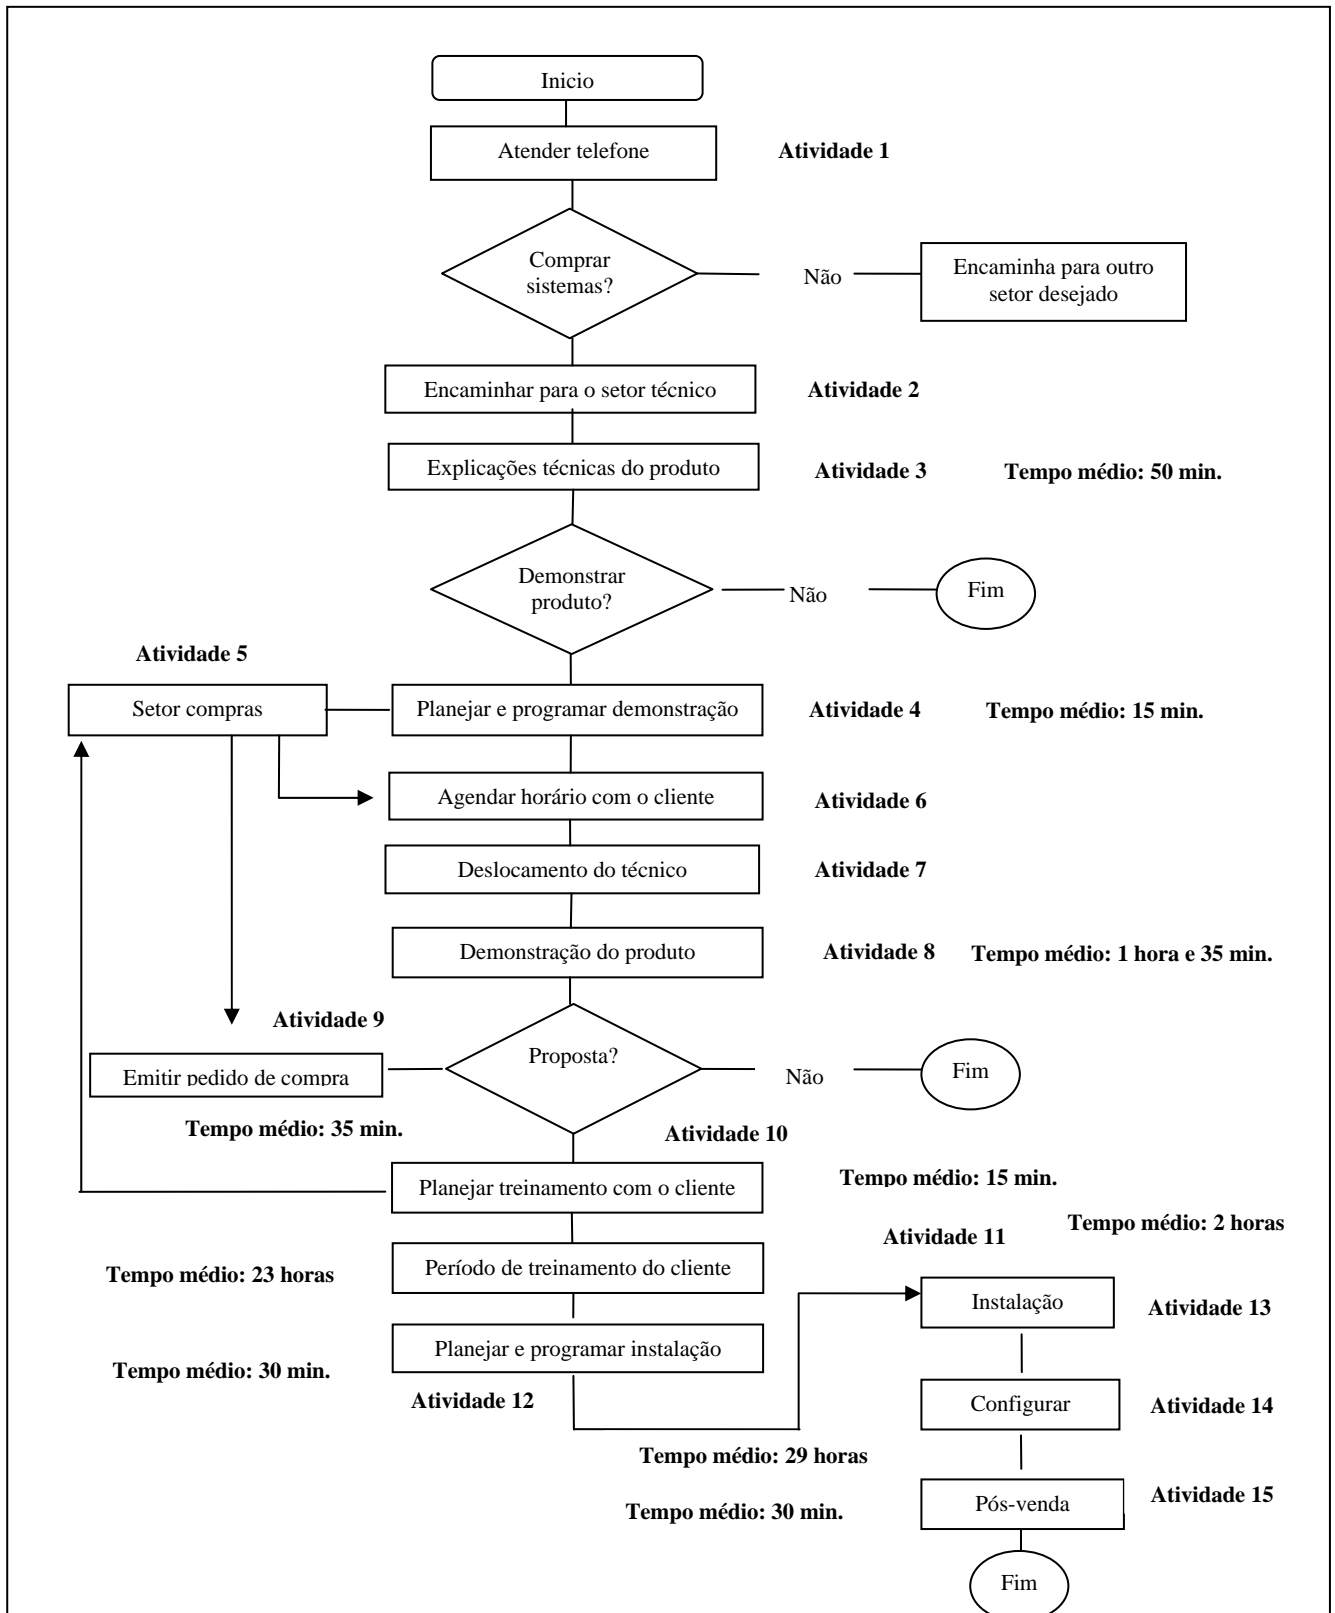 Inicio
Atender telefone
Atividade 1
Comprar
sistemas?
Não
Encaminha para outro
setor desejado
Encaminhar para o setor técnico
Atividade 2
Explicações técnicas do produto
Atividade 3
Tempo médio: 50 min.
Demonstrar
produto?
Não
Fim
Atividade 5
Setor compras
Planejar e programar demonstração
Atividade 4
Tempo médio: 15 min.
Agendar horário com o cliente
Atividade 6
Deslocamento do técnico
Atividade 7
Demonstração do produto
Atividade 8
Tempo médio: 1 hora e 35 min.
Atividade 9
Proposta?
Não
Fim
Emitir pedido de compra
Tempo médio: 35 min.
Atividade 10
Planejar treinamento com o cliente
Tempo médio: 15 min.
Tempo médio: 2 horas
Atividade 11
Tempo médio: 23 horas
Período de treinamento do cliente
Instalação
Atividade 13
Planejar e programar instalação
Tempo médio: 30 min.
Atividade 12
Configurar
Atividade 14
Tempo médio: 29 horas
Tempo médio: 30 min.
Pós-venda
Atividade 15
Fim